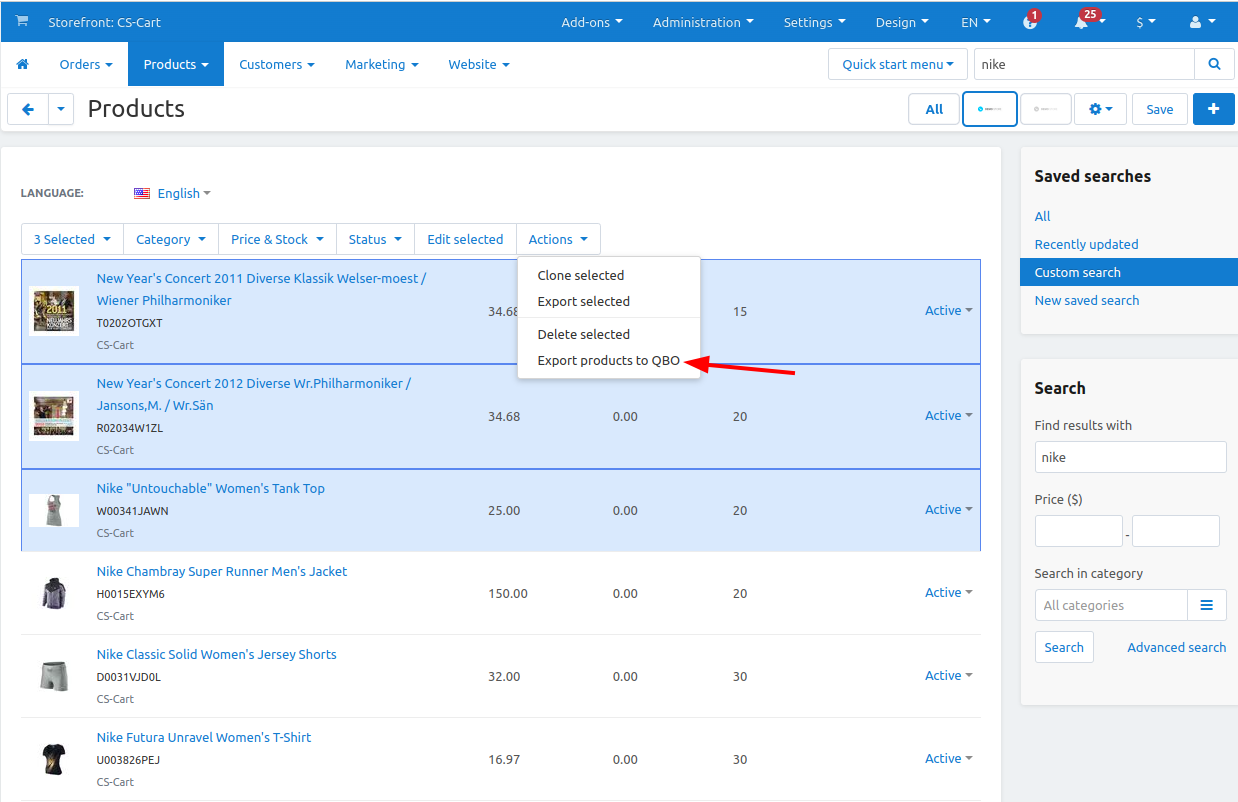 Storefront: CS-Cart
Add-ons
Administration
Settings
Design
EN
1
25
$
Orders
Products
Customers
Marketing
Website
Quick start menu
nike
Products
All
Save
LANGUAGE:
English
3 Selected
Category
Price & Stock
Status
Edit selected
Actions
Clone selected
Export selected
Delete selected
Export products to QBO
2011
NEUJAHRS
KONZERT
New Year's Concert 2011 Diverse Klassik Welser-moest /
Wiener Philharmoniker
T0202OTGXT
CS-Cart
34.68
15
Active
New Year's Concert 2012 Diverse Wr.Philharmoniker /
Jansons,M. / Wr.Sän
R02034W1ZL
CS-Cart
34.68
0.00
20
Active
Nike "Untouchable" Women's Tank Top
W00341JAWN
CS-Cart
25.00
0.00
20
Active
Nike Chambray Super Runner Men's Jacket
H0015EXYM6
CS-Cart
150.00
0.00
20
Active
Nike Classic Solid Women's Jersey Shorts
D0031VJD0L
CS-Cart
32.00
0.00
30
Active
Nike Futura Unravel Women's T-Shirt
U003826PEJ
CS-Cart
16.97
0.00
30
Active
Saved searches
All
Recently updated
Custom search
New saved search
Search
Find results with
nike
Price ($)
-
Search in category
All categories
Search
Advanced search